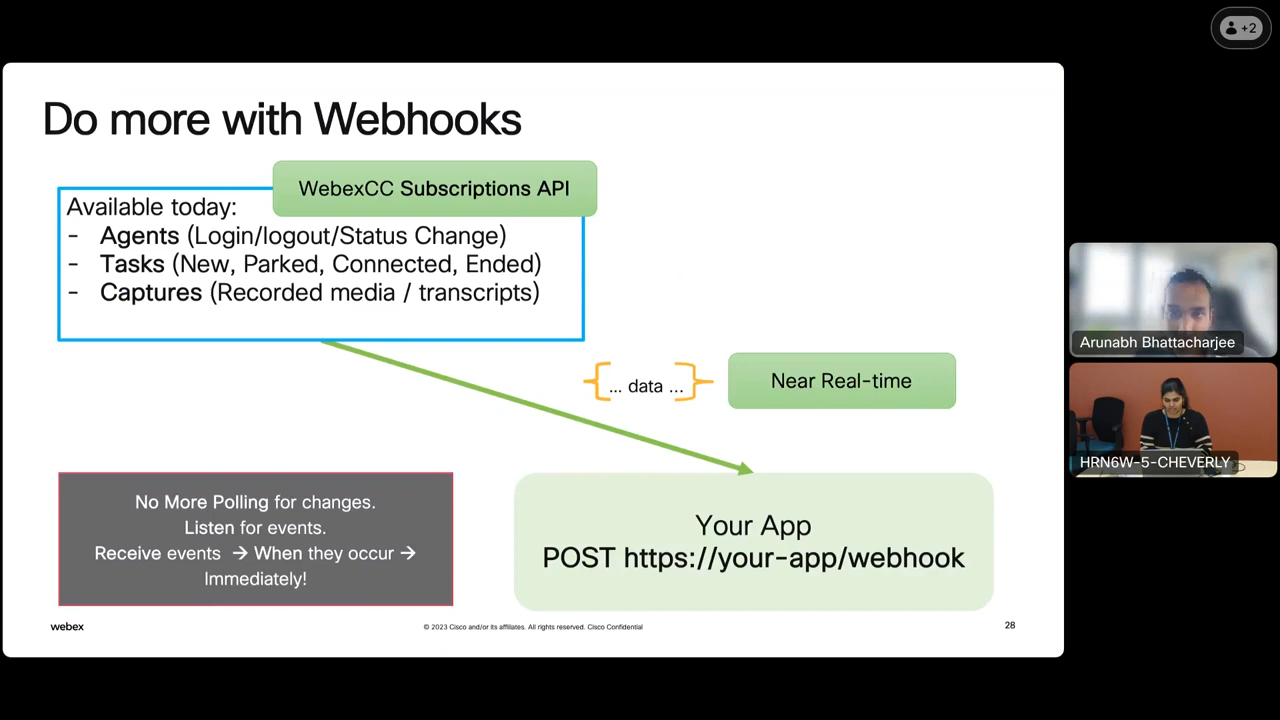 +2
Do more with Webhooks
WebexCC Subscriptions API
Available today:
- Agents (Login/logout/Status Change)
- Tasks (New, Parked, Connected, Ended)
- Captures (Recorded media / transcripts)
{... data ...}
Near Real-time
Arunabh Bhattacharjee
HRN6W-5-CHEVERLY
No More Polling for changes.
Listen for events.
Receive events → When they occur →
Immediately!
Your App
POST https://your-app/webhook
webex
© 2023 Cisco and/or its affiliates. All rights reserved. Cisco Confidential
28